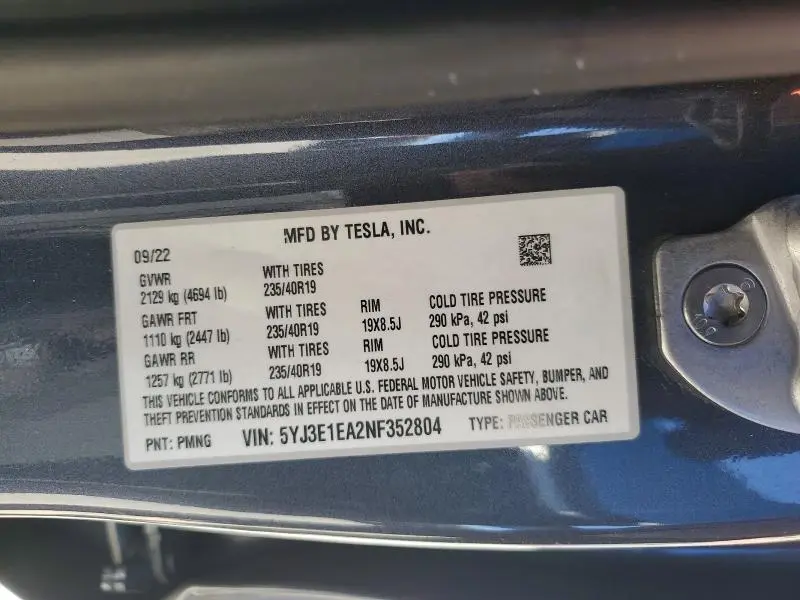 MFD BY TESLA, INC.
09/22
GVWR WITH TIRES
2129 kg (4694 lb) 235/40R19
GAWR FRT WITH TIRES RIM COLD TIRE PRESSURE
1110 kg (2447 lb) 235/40R19 19X8.5J 290 kPa, 42 psi
GAWR RR WITH TIRES RIM COLD TIRE PRESSURE
1257 kg (2771 lb) 235/40R19 19X8.5J 290 kPa, 42 psi
THIS VEHICLE CONFORMS TO ALL APPLICABLE U.S. FEDERAL MOTOR VEHICLE SAFETY, BUMPER, AND
THEFT PREVENTION STANDARDS IN EFFECT ON THE DATE OF MANUFACTURE SHOWN ABOVE.
PNT: PMNG VIN: 5YJ3E1EA2NF352804 TYPE: PASSENGER CAR